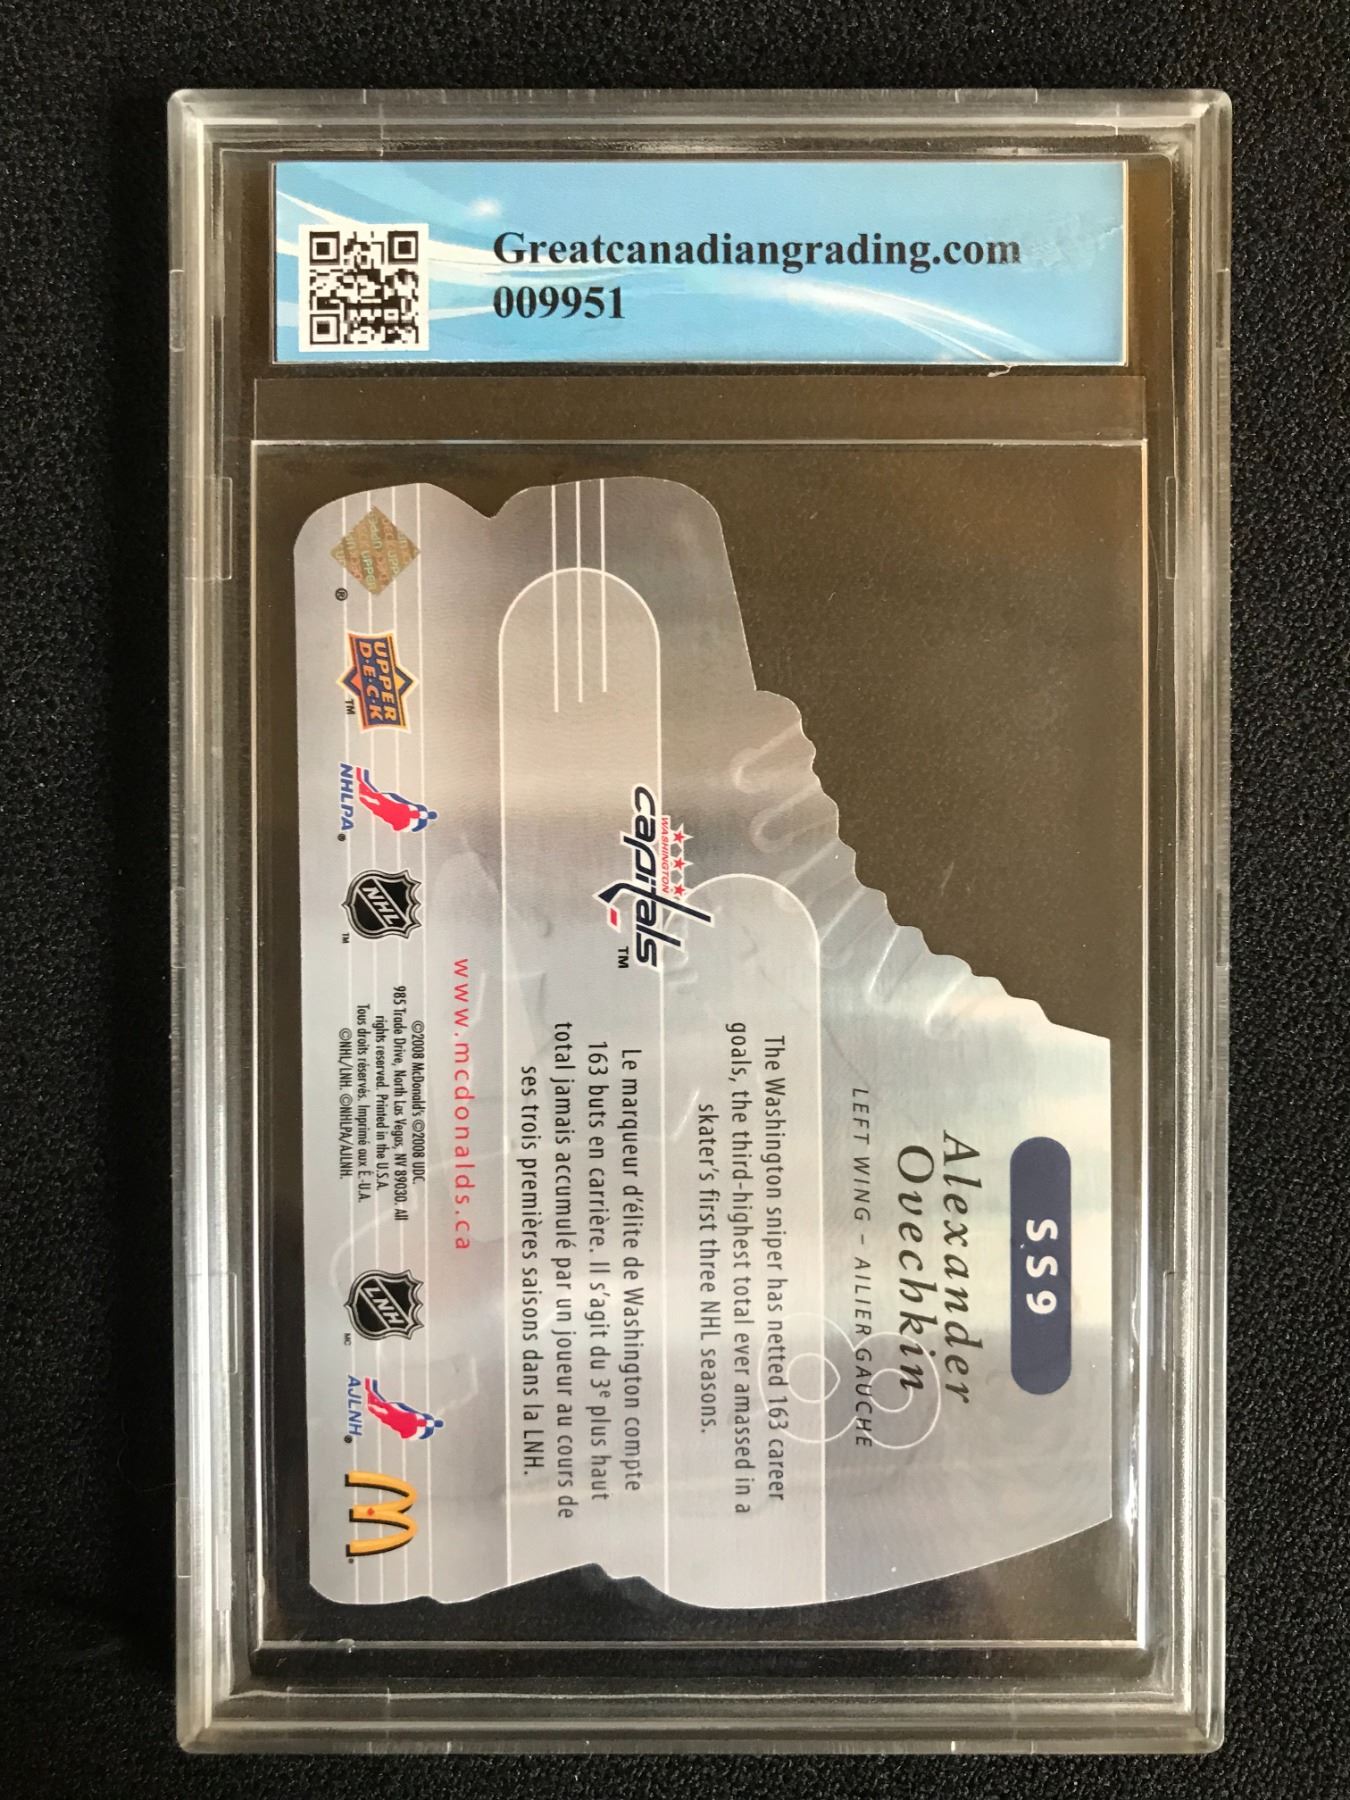 Greatcanadiangrading.com
009951
SS9
Alexander
Ovechkin
LEFT WING – AILIER GAUCHE
88
The Washington sniper has netted 163 career
goals, the third-highest total ever amassed in a
skater's first three NHL seasons.
WASHINGTON
capitals
TM
Le marqueur d'élite de Washington compte
163 buts en carrière. Il s'agit du 3e plus haut
total jamais accumulé par un joueur au cours de
ses trois premières saisons dans la LNH.
www.mcdonalds.ca
©2008 McDonald's ©2008 UDC.
985 Trade Drive, North Las Vegas, NV 89030. All
rights reserved. Printed in the U.S.A.
Tous droits réservés. Imprimé aux É.-U.A.
©NHL/LNH. ©NHLPA/AJLNH.
®
UPPER
D·E·C·K
TM
NHLPA®
NHL
TM
LNH
MC
AJLNH®